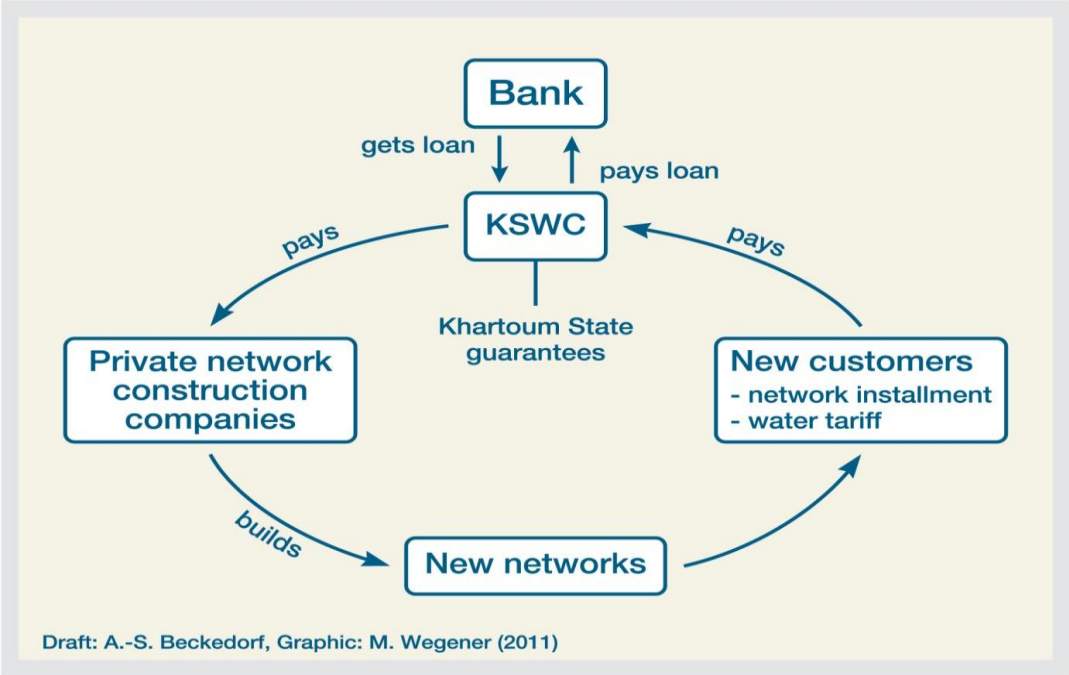 Bank
gets loan
pays loan
KSWC
pays
pays
Khartoum State
guarantees
Private network
construction
companies
New customers
- network installment
- water tariff
builds
New networks
Draft: A.-S. Beckedorf, Graphic: M. Wegener (2011)